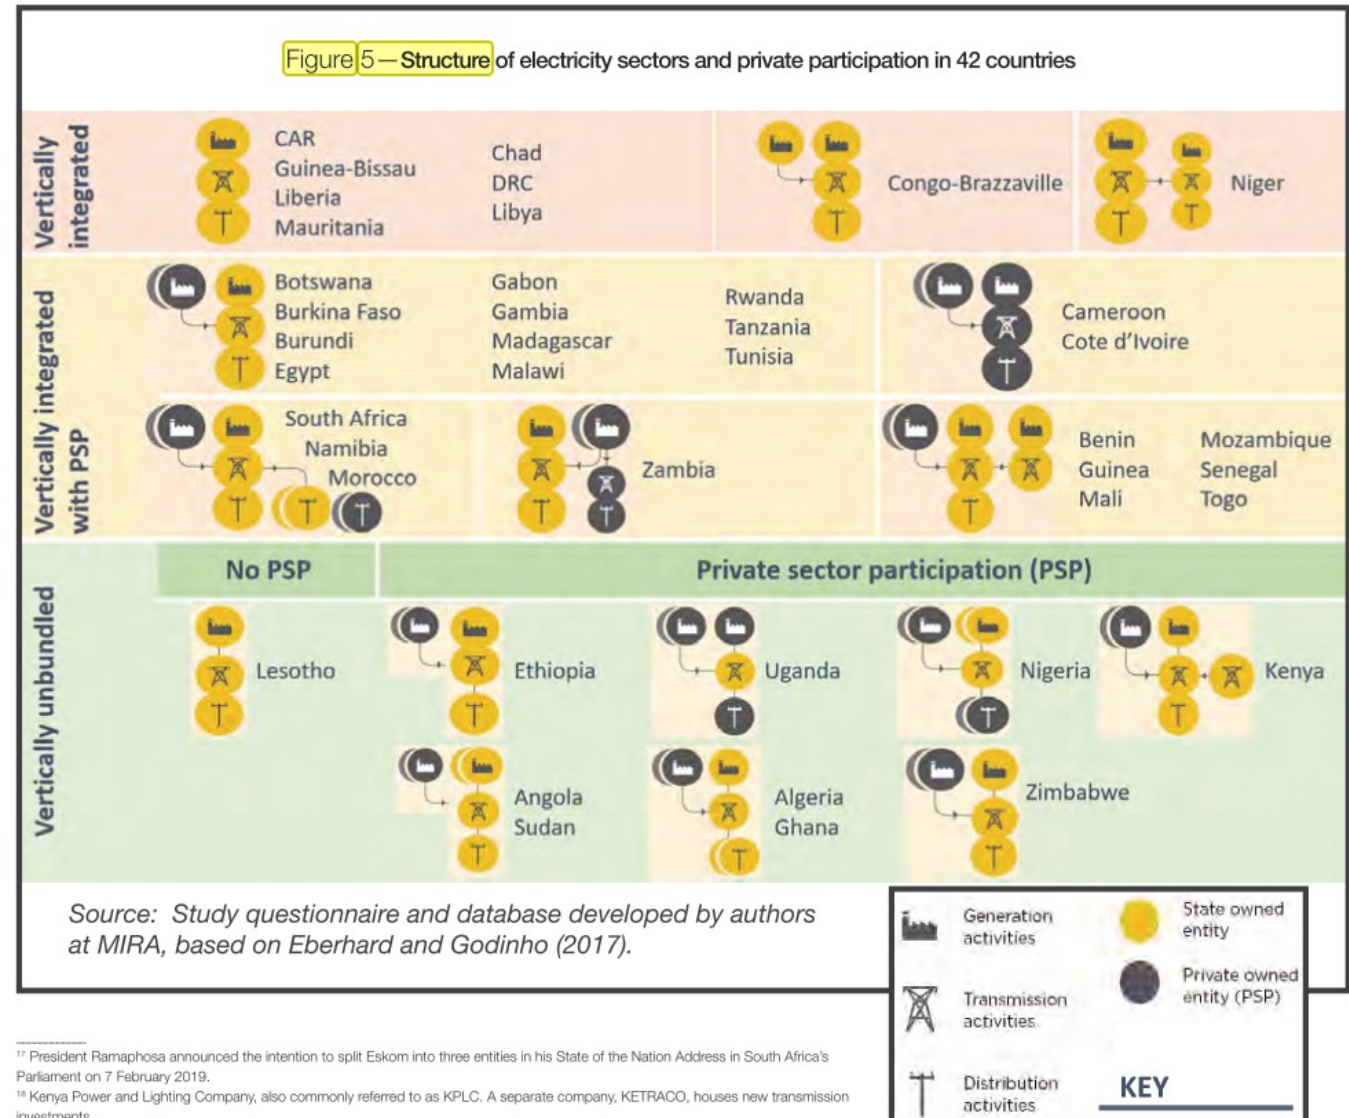 Figure 5—Structure of electricity sectors and private participation in 42 countries
Vertically
integrated
CAR
Guinea-Bissau
Liberia
Mauritania
Chad
DRC
Libya
Congo-Brazzaville
Niger
Vertically integrated
with PSP
Botswana
Burkina Faso
Burundi
Egypt
Gabon
Gambia
Madagascar
Malawi
Rwanda
Tanzania
Tunisia
Cameroon
Cote d'Ivoire
South Africa
Namibia
Morocco
Zambia
Benin
Guinea
Mali
Mozambique
Senegal
Togo
Vertically unbundled
No PSP
Private sector participation (PSP)
Lesotho
Ethiopia
Uganda
Nigeria
Kenya
Angola
Sudan
Algeria
Ghana
Zimbabwe
Source: Study questionnaire and database developed by authors
at MIRA, based on Eberhard and Godinho (2017).
Generation
activities
State owned
entity
Private owned
entity (PSP)
Transmission
activities
Distribution
activities
KEY
17 President Ramaphosa announced the intention to split Eskom into three entities in his State of the Nation Address in South Africa's
Parliament on 7 February 2019.
18 Kenya Power and Lighting Company, also commonly referred to as KPLC. A separate company, KETRACO, houses new transmission
investments.